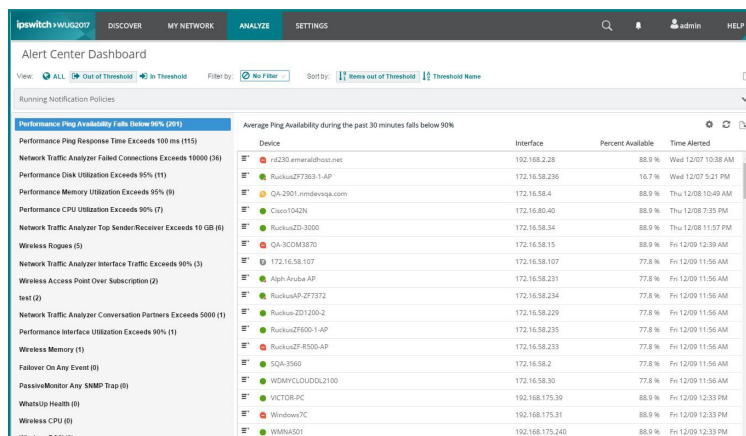 ipswitch WUG2017 DISCOVER MY NETWORK ANALYZE SETTINGS admin HELP
Alert Center Dashboard
View: ALL Out of Threshold In Threshold Filter by: No Filter Sort by: Items out of Threshold Threshold Name
Running Notification Policies
Performance Ping Availability Falls Below 96% (201)
Performance Ping Response Time Exceeds 100 ms (115)
Network Traffic Analyzer Failed Connections Exceeds 10000 (36)
Performance Disk Utilization Exceeds 95% (11)
Performance Memory Utilization Exceeds 95% (9)
Performance CPU Utilization Exceeds 90% (7)
Network Traffic Analyzer Top Sender/Receiver Exceeds 10 GB (6)
Wireless Rogues (5)
Network Traffic Analyzer Interface Traffic Exceeds 90% (3)
Wireless Access Point Over Subscription (2)
test (2)
Network Traffic Analyzer Conversation Partners Exceeds 5000 (1)
Performance Interface Utilization Exceeds 90% (1)
Wireless Memory (1)
Failover On Any Event (0)
PassiveMonitor Any SNMP Trap (0)
WhatsUp Health (0)
Wireless CPU (0)
Average Ping Availability during the past 30 minutes falls below 90%
Device Interface Percent Available Time Alerted
rd230.emeraldhost.net 192.168.2.28 88.9 % Wed 12/07 10:38 AM
RuckusZF7363-1-AP 172.16.58.236 16.7 % Wed 12/07 5:21 PM
QA-2901.nmdevsqa.com 172.16.58.4 88.9 % Thu 12/08 10:49 AM
Cisco1042N 172.16.80.40 88.9 % Thu 12/08 7:35 PM
RuckusZD-3000 172.16.58.34 88.9 % Thu 12/08 11:57 PM
QA-3COM3870 172.16.58.15 88.9 % Fri 12/09 12:39 AM
172.16.58.107 172.16.58.107 77.8 % Fri 12/09 11:56 AM
Alph Aruba AP 172.16.58.231 77.8 % Fri 12/09 11:56 AM
RuckusAP-ZF7372 172.16.58.234 77.8 % Fri 12/09 11:56 AM
Ruckus-ZD1200-2 172.16.58.229 77.8 % Fri 12/09 11:56 AM
RuckusZF600-1-AP 172.16.58.235 77.8 % Fri 12/09 11:56 AM
RuckusZF-R500-AP 172.16.58.233 77.8 % Fri 12/09 11:56 AM
SQA-3560 172.16.58.2 77.8 % Fri 12/09 11:56 AM
WDMYCLOUDDL2100 172.16.58.30 77.8 % Fri 12/09 11:56 AM
VICTOR-PC 192.168.175.39 88.9 % Fri 12/09 12:33 PM
Windows7C 192.168.175.31 88.9 % Fri 12/09 12:33 PM
WMNAS01 192.168.175.240 88.9 % Fri 12/09 12:33 PM